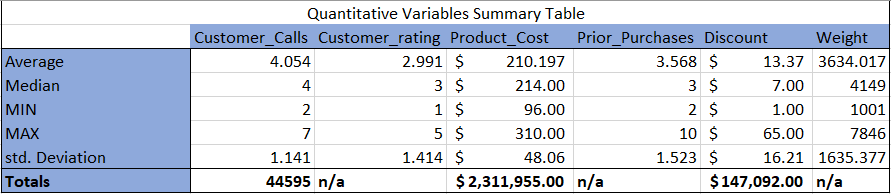 Quantitative Variables Summary Table
Customer_Calls Customer_rating Product_Cost Prior_Purchases Discount Weight
Average 4.054 2.991 $ 210.197 3.568 $ 13.37 3634.017
Median 4 3 $ 214.00 3 $ 7.00 4149
MIN 2 1 $ 96.00 2 $ 1.00 1001
MAX 7 5 $ 310.00 10 $ 65.00 7846
std. Deviation 1.141 1.414 $ 48.06 1.523 $ 16.21 1635.377
Totals 44595 n/a $ 2,311,955.00 n/a $ 147,092.00 n/a